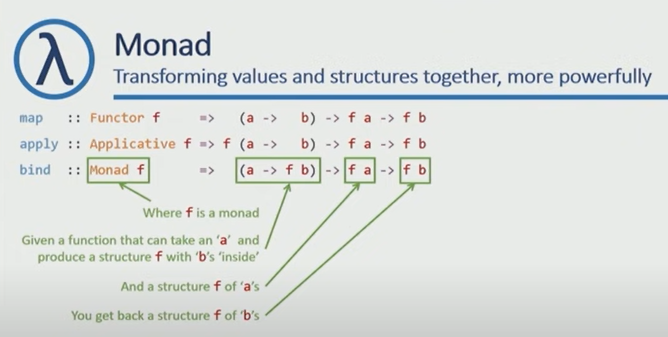 λ
Monad
Transforming values and structures together, more powerfully
map :: Functor f => (a -> b) -> f a -> f b
apply :: Applicative f => f (a -> b) -> f a -> f b
bind :: Monad f => (a -> f b) -> f a -> f b
Where f is a monad
Given a function that can take an 'a' and
produce a structure f with 'b's 'inside'
And a structure f of 'a's
You get back a structure f of 'b's